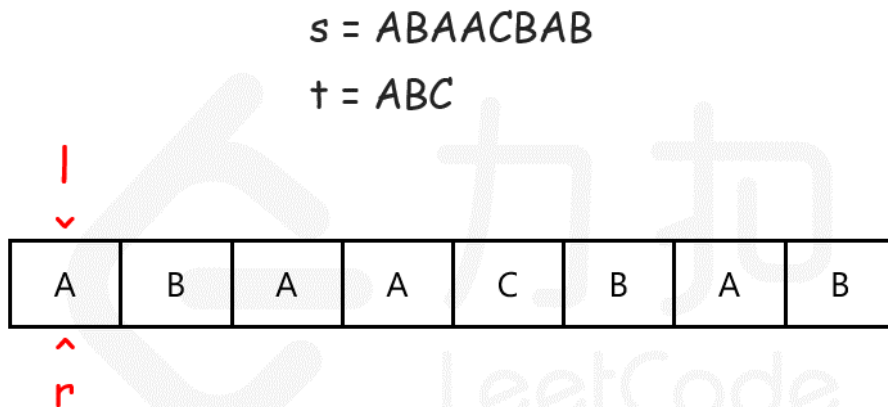 s = ABAACBAB
t = ABC
l
A B A A C B A B
r
力扣
LeetCode